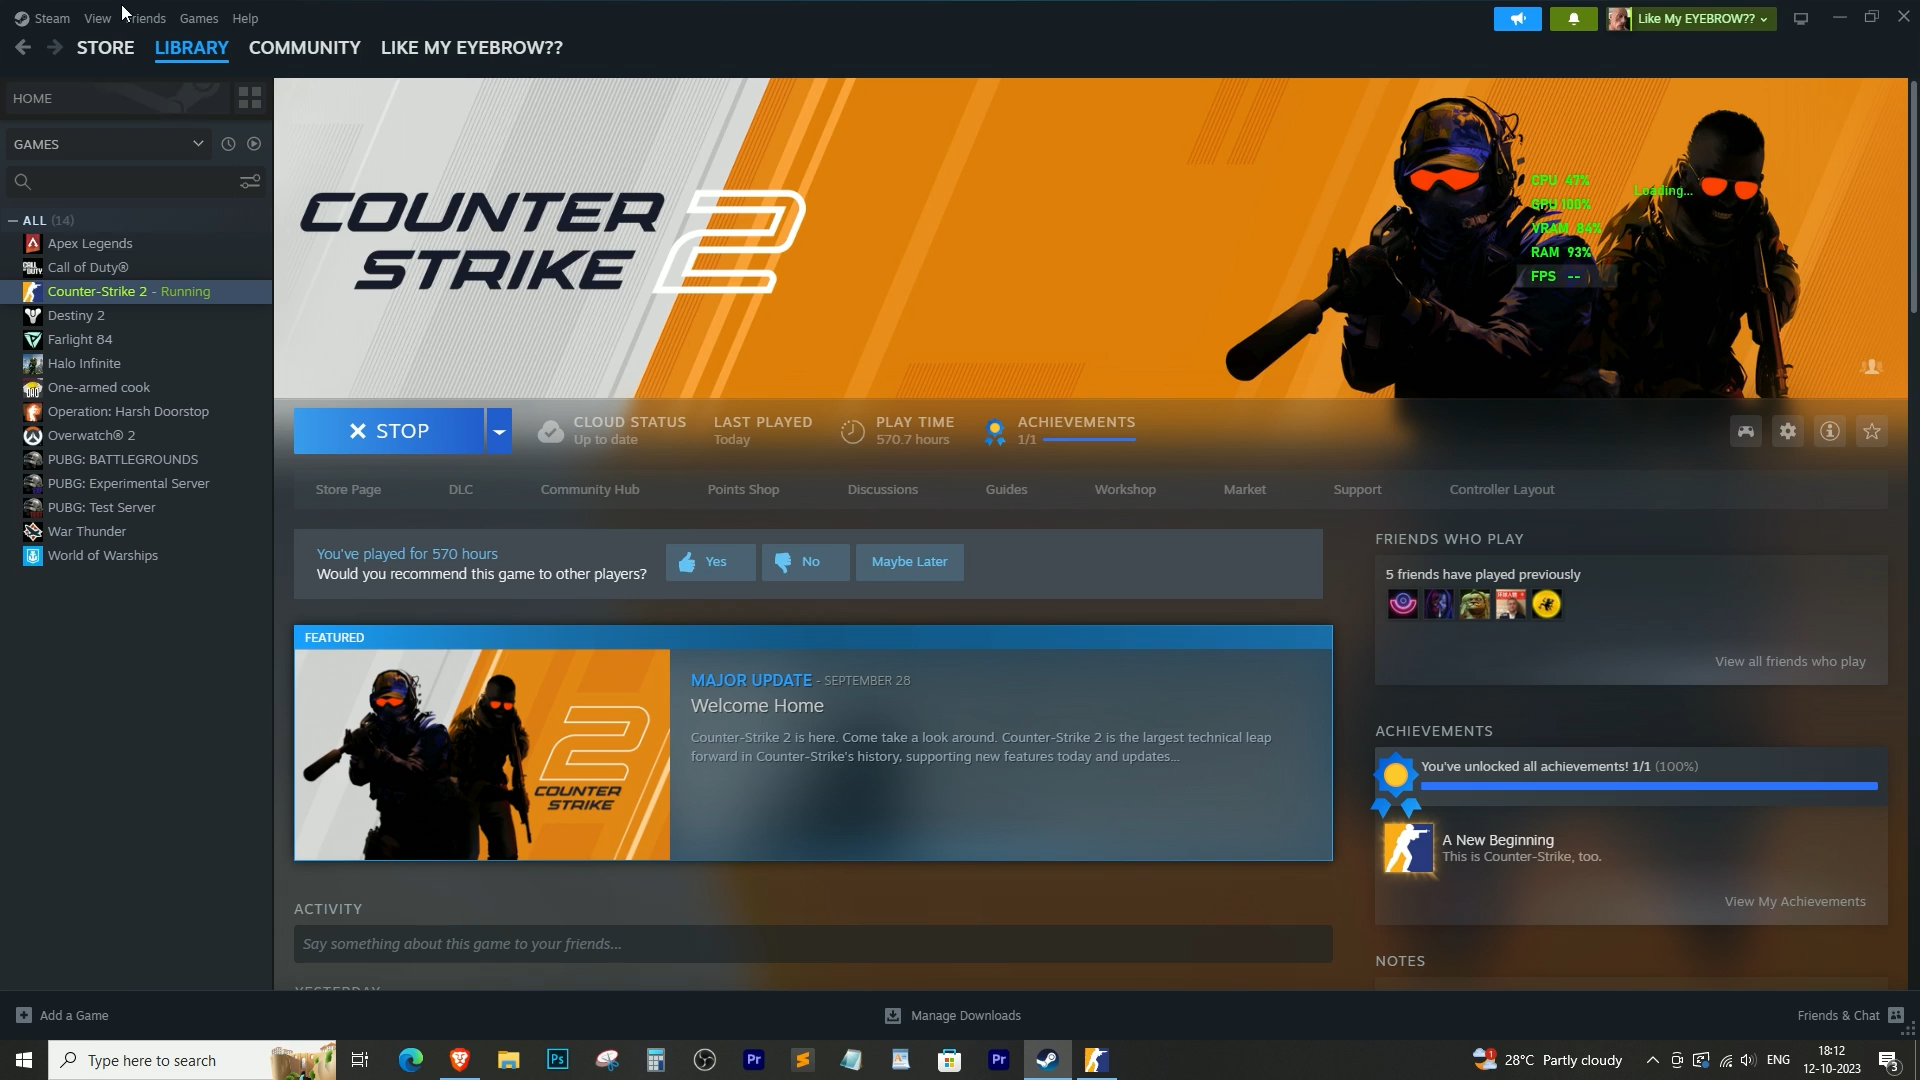 Steam View Friends Games Help
Like My EYEBROW??
STORE LIBRARY COMMUNITY LIKE MY EYEBROW??
HOME
GAMES
ALL (14)
Apex Legends
Call of Duty®
Counter-Strike 2 - Running
Destiny 2
Farlight 84
Halo Infinite
One-armed cook
Operation: Harsh Doorstop
Overwatch® 2
PUBG: BATTLEGROUNDS
PUBG: Experimental Server
PUBG: Test Server
War Thunder
World of Warships
COUNTER
STRIKE 2
CPU 47%
Loading...
GPU 100%
VRAM 84%
RAM 93%
FPS --
STOP
CLOUD STATUS
Up to date
LAST PLAYED
Today
PLAY TIME
570.7 hours
ACHIEVEMENTS
1/1
Store Page DLC Community Hub Points Shop Discussions Guides Workshop Market Support Controller Layout
You've played for 570 hours
Would you recommend this game to other players?
Yes
No
Maybe Later
FEATURED
2
COUNTER
STRIKE
MAJOR UPDATE - SEPTEMBER 28
Welcome Home
Counter-Strike 2 is here. Come take a look around. Counter-Strike 2 is the largest technical leap
forward in Counter-Strike's history, supporting new features today and updates...
ACTIVITY
Say something about this game to your friends...
YESTERDAY
FRIENDS WHO PLAY
5 friends have played previously
View all friends who play
ACHIEVEMENTS
You've unlocked all achievements! 1/1 (100%)
A New Beginning
This is Counter-Strike, too.
View My Achievements
NOTES
Add a Game
Manage Downloads
Friends & Chat
Type here to search
Ps
Pr
Pr
28°C Partly cloudy
ENG
18:12
12-10-2023
3